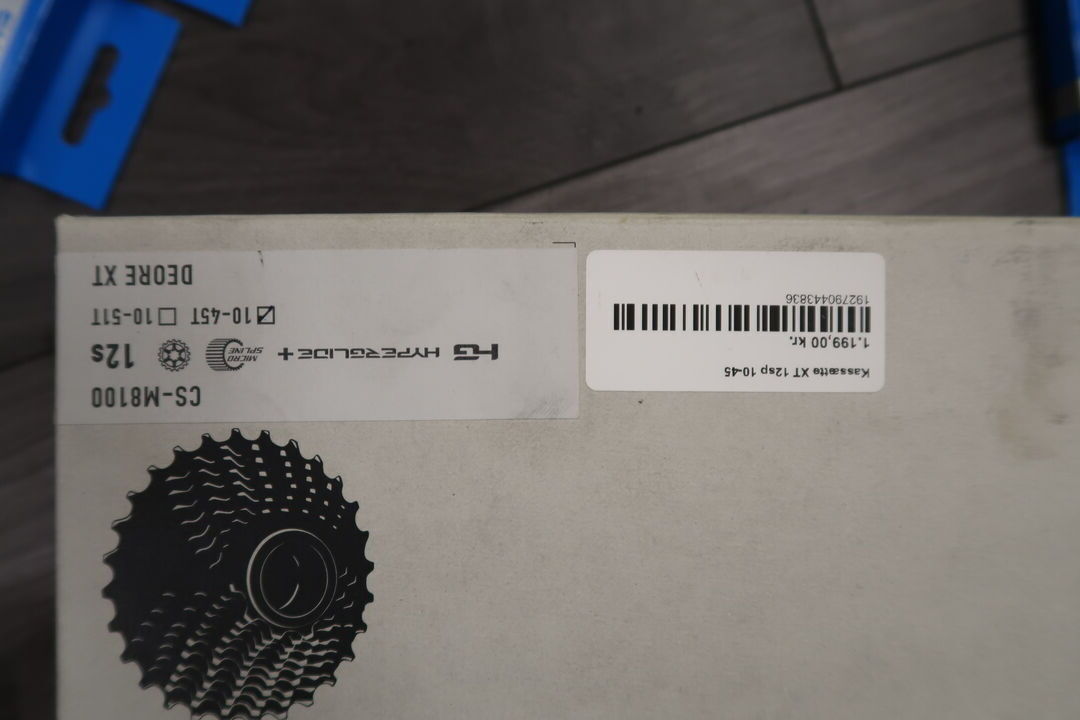 CS-M8100
HG HYPERGLIDE+ MICRO SPLINE 12s
10-45T 10-51T
DEORE XT
Kassætte XT 12sp 10-45
1.199,00 kr.
192790443836